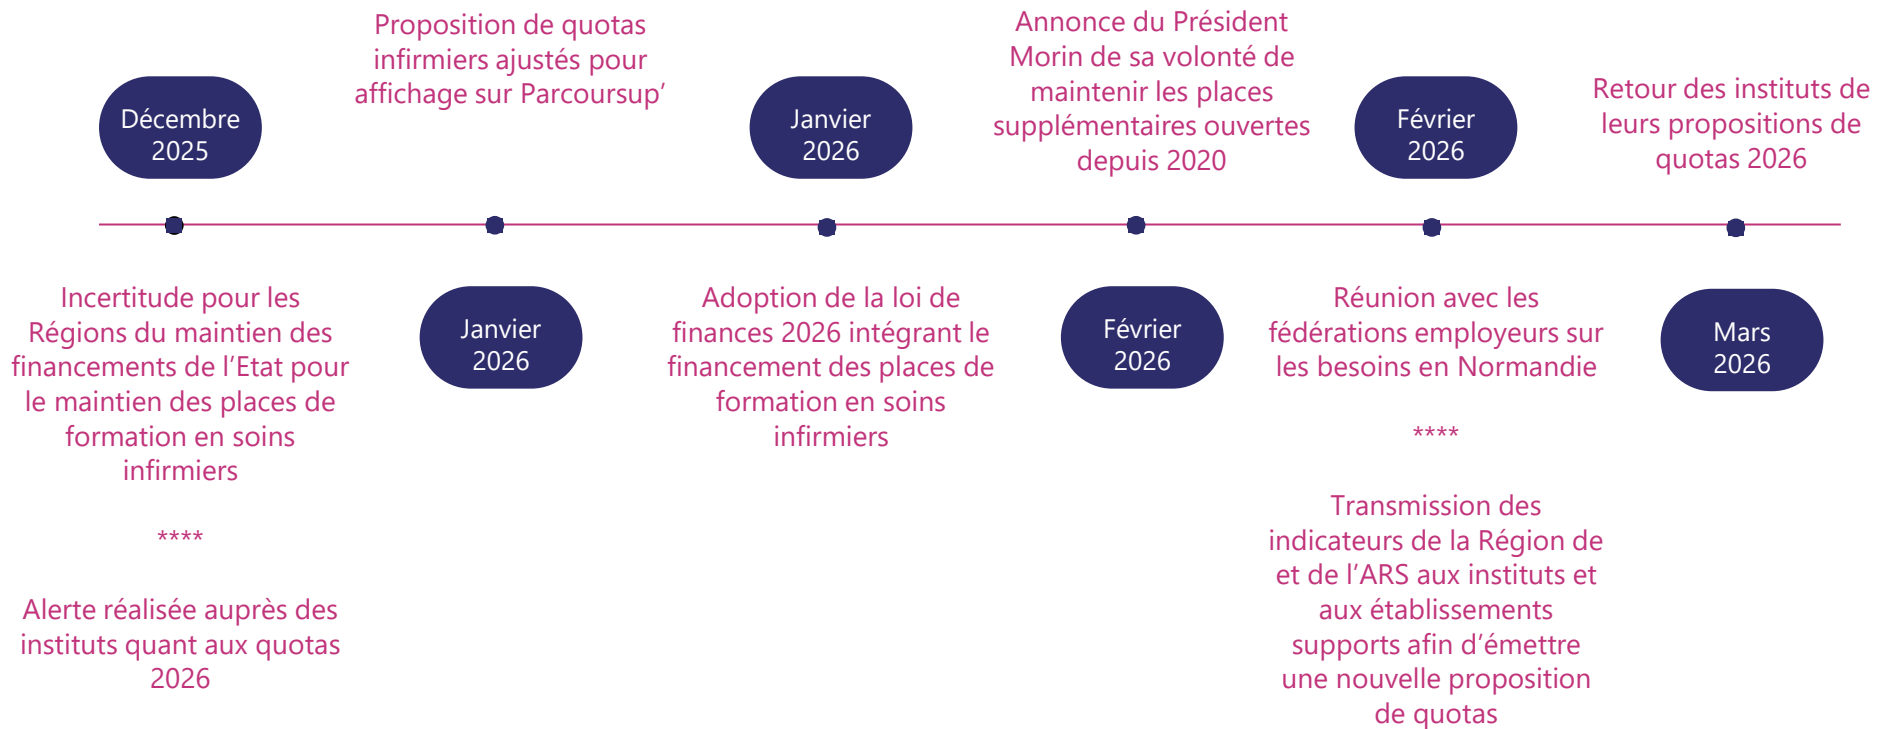 Décembre
2025
Incertitude pour les
Régions du maintien des
financements de l’Etat pour
le maintien des places de
formation en soins
infirmiers
****
Alerte réalisée auprès des
instituts quant aux quotas
2026
Proposition de quotas
infirmiers ajustés pour
affichage sur Parcoursup’
Janvier
2026
Janvier
2026
Adoption de la loi de
finances 2026 intégrant le
financement des places de
formation en soins
infirmiers
Annonce du Président
Morin de sa volonté de
maintenir les places
supplémentaires ouvertes
depuis 2020
Février
2026
Février
2026
Réunion avec les
fédérations employeurs sur
les besoins en Normandie
****
Transmission des
indicateurs de la Région de
et de l’ARS aux instituts et
aux établissements
supports afin d’émettre
une nouvelle proposition
de quotas
Retour des instituts de
leurs propositions de
quotas 2026
Mars
2026